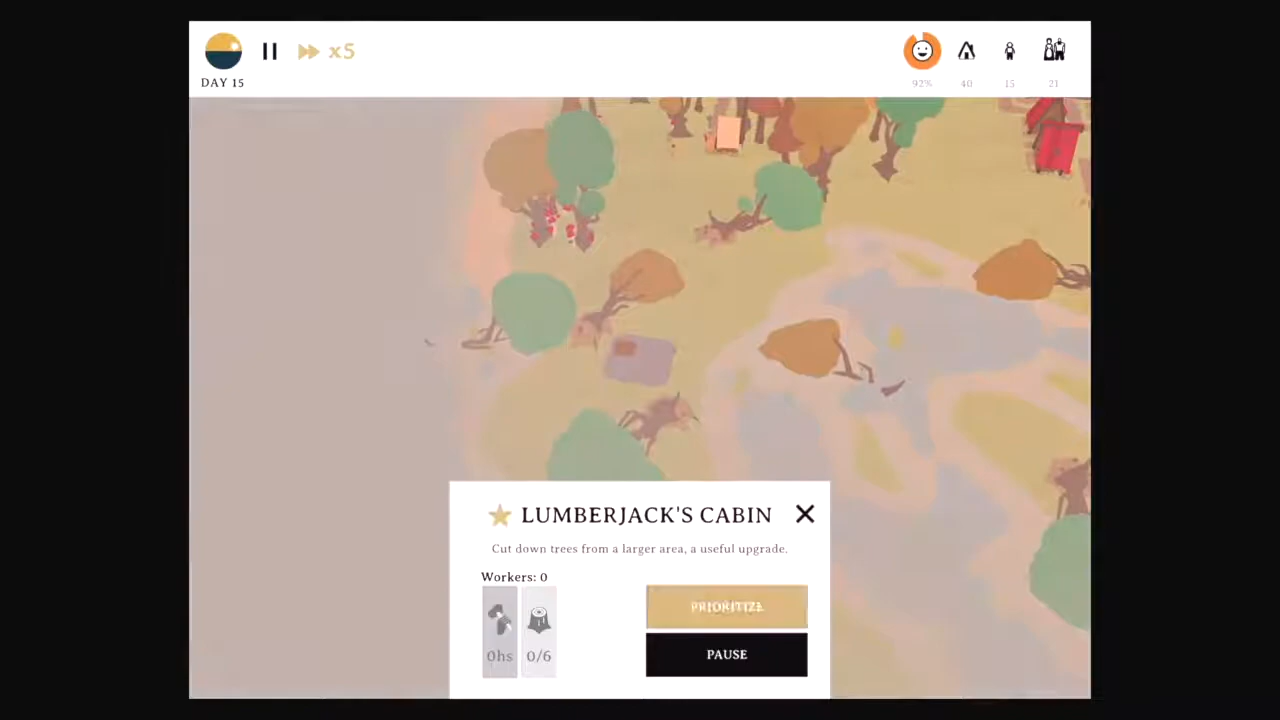 x5
DAY 15
92% 40 15 21
LUMBERJACK'S CABIN
Cut down trees from a larger area, a useful upgrade.
Workers: 0
0hs 0/6
PRIORITIZE
PAUSE